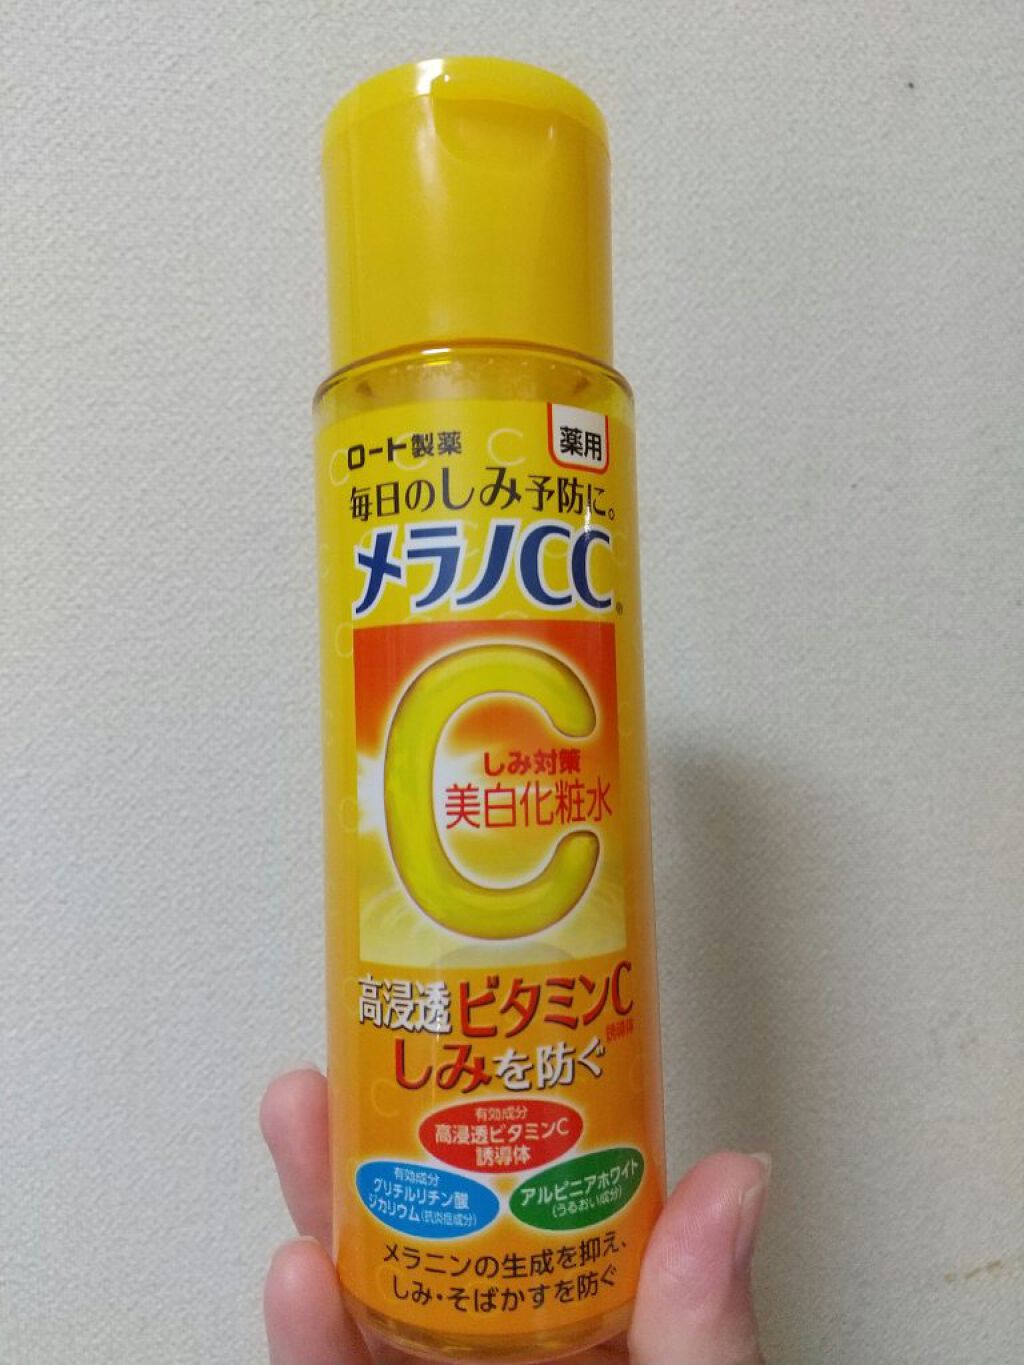 ロート製薬
薬用
毎日のしみ予防に。
メラノCC
しみ対策
美白化粧水
高浸透ビタミンC
誘導体
しみを防ぐ
有効成分
高浸透ビタミンC
誘導体
有効成分
グリチルリチン酸
ジカリウム(抗炎症成分)
アルピニアホワイト
(うるおい成分)
メラニンの生成を抑え、
しみ・そばかすを防ぐ